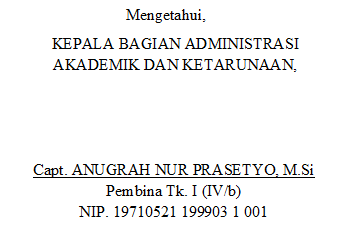 Mengetahui,
KEPALA BAGIAN ADMINISTRASI
AKADEMIK DAN KETARUNAAN,
Capt. ANUGRAH NUR PRASETYO, M.Si
Pembina Tk. I (IV/b)
NIP. 19710521 199903 1 001